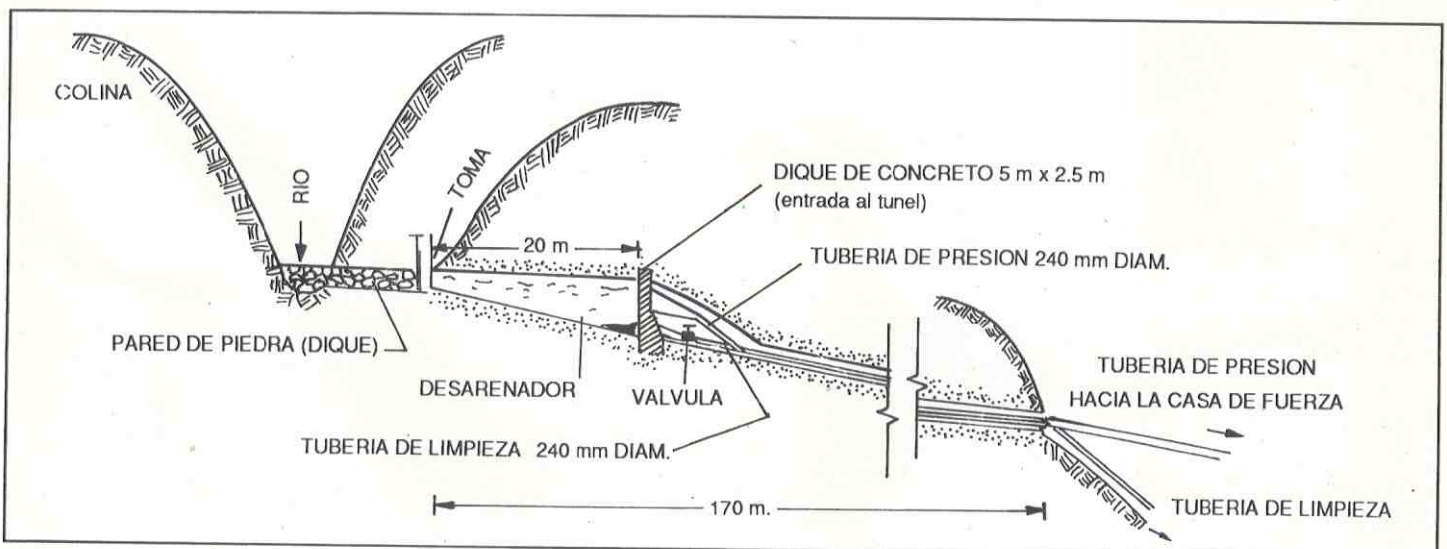 COLINA
RIO
TOMA
DIQUE DE CONCRETO 5 m x 2.5 m
(entrada al tunel)
20 m
TUBERIA DE PRESION 240 mm DIAM.
PARED DE PIEDRA (DIQUE)
DESARENADOR
VALVULA
TUBERIA DE PRESION
HACIA LA CASA DE FUERZA
TUBERIA DE LIMPIEZA 240 mm DIAM.
170 m.
TUBERIA DE LIMPIEZA